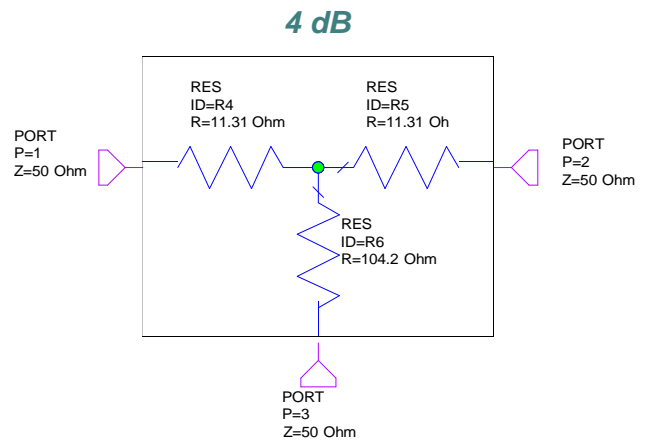 4 dB
RES
ID=R4
R=11.31 Ohm
RES
ID=R5
R=11.31 Oh
PORT
P=1
Z=50 Ohm
PORT
P=2
Z=50 Ohm
RES
ID=R6
R=104.2 Ohm
PORT
P=3
Z=50 Ohm